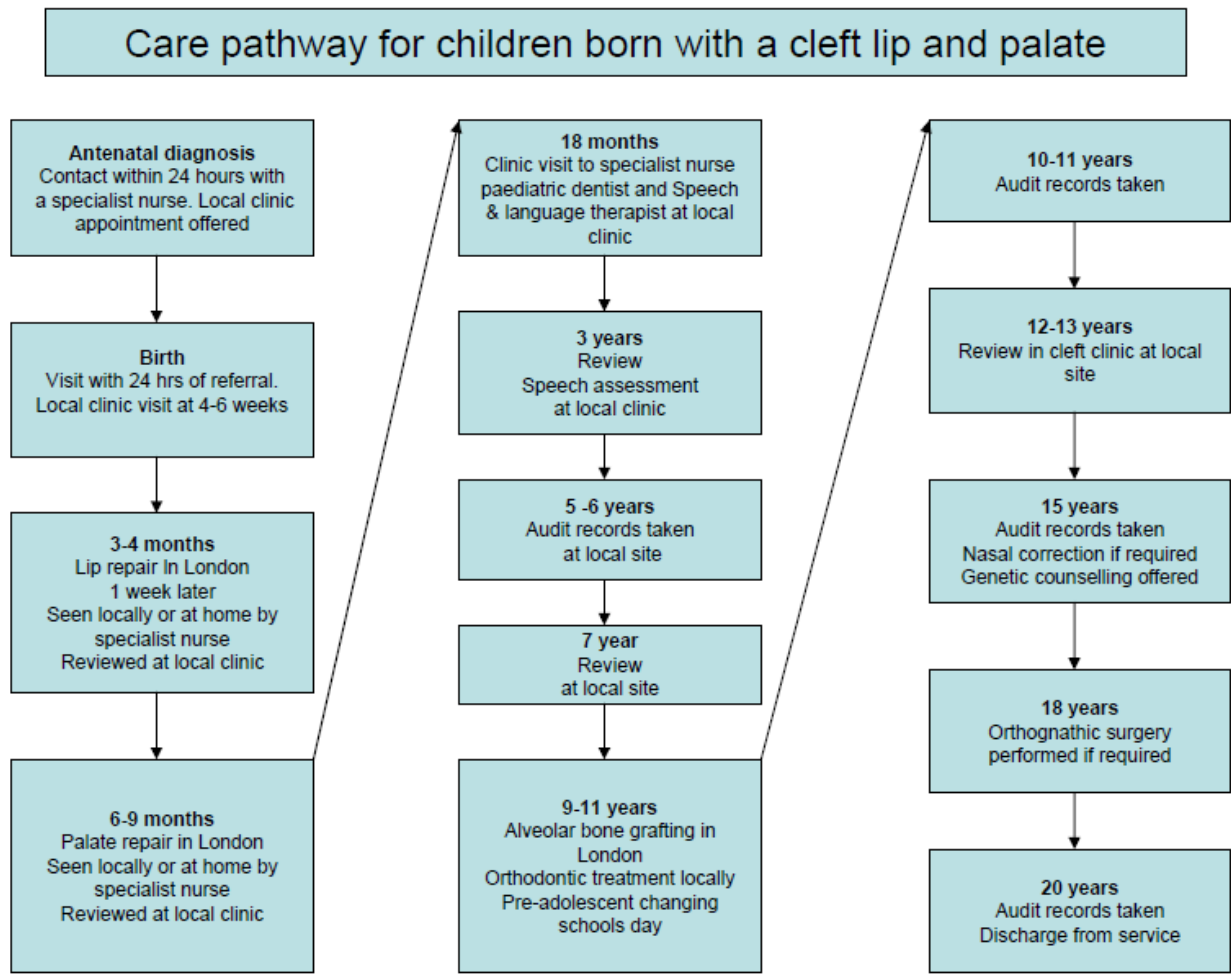 Care pathway for children born with a cleft lip and palate
Antenatal diagnosis
Contact within 24 hours with
a specialist nurse. Local clinic
appointment offered
Birth
Visit with 24 hrs of referral.
Local clinic visit at 4-6 weeks
3-4 months
Lip repair In London
1 week later
Seen locally or at home by
specialist nurse
Reviewed at local clinic
6-9 months
Palate repair in London
Seen locally or at home by
specialist nurse
Reviewed at local clinic
18 months
Clinic visit to specialist nurse
paediatric dentist and Speech
& language therapist at local
clinic
3 years
Review
Speech assessment
at local clinic
5 -6 years
Audit records taken
at local site
7 year
Review
at local site
9-11 years
Alveolar bone grafting in
London
Orthodontic treatment locally
Pre-adolescent changing
schools day
10-11 years
Audit records taken
12-13 years
Review in cleft clinic at local
site
15 years
Audit records taken
Nasal correction if required
Genetic counselling offered
18 years
Orthognathic surgery
performed if required
20 years
Audit records taken
Discharge from service